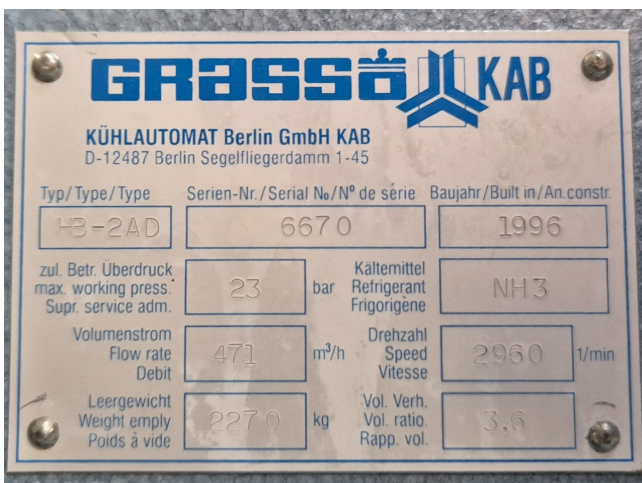 GRASSO KAB
KÜHLAUTOMAT Berlin GmbH KAB
D-12487 Berlin Segelfliegerdamm 1-45
Typ/Type/Type Serien-Nr./Serial No/Nº de série Baujahr/Built in/An.constr.
HB-2AD 6670 1996
zul. Betr. Überdruck
max. working press. 23 bar
Supr. service adm.
Kältemittel
Refrigerant NH3
Frigorigène
Volumenstrom
Flow rate 471 m³/h
Debit
Drehzahl
Speed 2960 1/min
Vitesse
Leergewicht
Weight emply 2270 kg
Poids à vide
Vol. Verh.
Vol. ratio. 3,6
Rapp. vol.